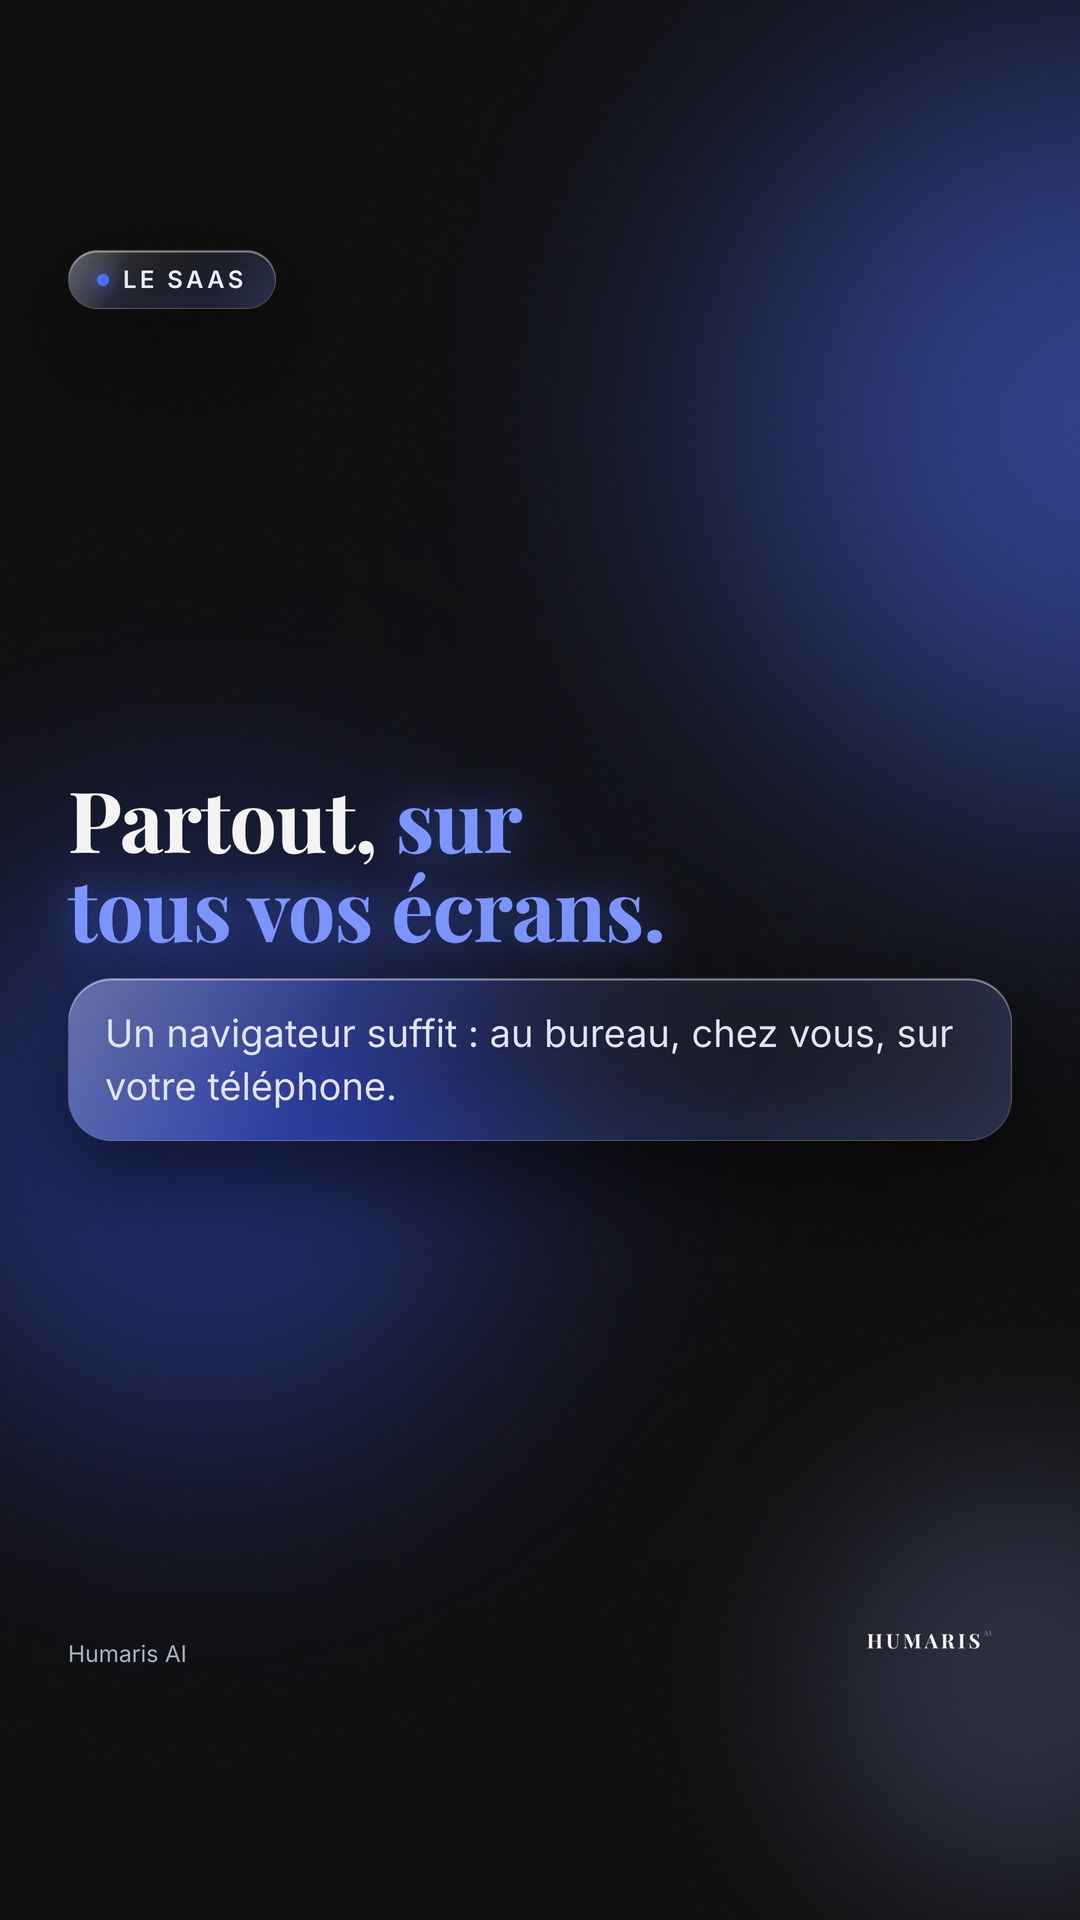 LE SAAS
Partout, sur
tous vos écrans.
Un navigateur suffit : au bureau, chez vous, sur
votre téléphone.
Humaris AI
HUMARIS AI